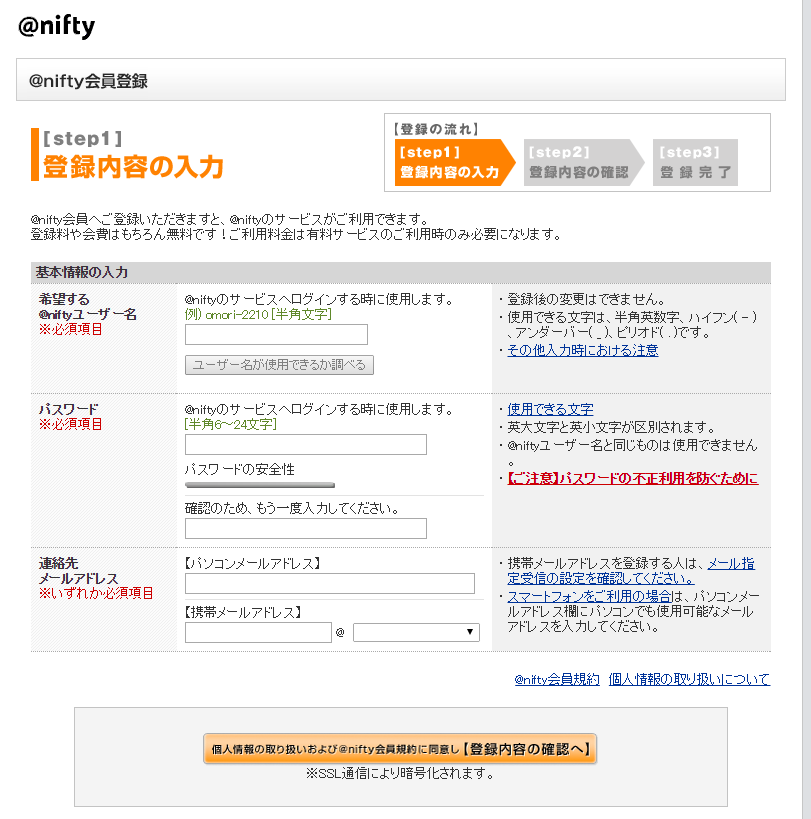 @nifty
@nifty会員登録
[step1]
登録内容の入力
【登録の流れ】
[step1]
登録内容の入力
[step2]
登録内容の確認
[step3]
登録完了
@nifty会員へご登録いただきますと、@niftyのサービスがご利用できます。
登録料や会費はもちろん無料です！ご利用料金は有料サービスのご利用時のみ必要になります。
基本情報の入力
希望する
@niftyユーザー名
※必須項目
@niftyのサービスへログインする時に使用します。
例) omori-2210 [半角文字]
ユーザー名が使用できるか調べる
・登録後の変更はできません。
・使用できる文字は、半角英数字、ハイフン( - )
、アンダーバー( _ )、ピリオド( . )です。
・その他入力時における注意
パスワード
※必須項目
@niftyのサービスへログインする時に使用します。
[半角6～24文字]
パスワードの安全性
確認のため、もう一度入力してください。
・使用できる文字
・英大文字と英小文字が区別されます。
・@niftyユーザー名と同じものは使用できません
。
・【ご注意】パスワードの不正利用を防ぐために
連絡先
メールアドレス
※いずれか必須項目
【パソコンメールアドレス】
【携帯メールアドレス】
@
・携帯メールアドレスを登録する人は、メール指
定受信の設定を確認してください。
・スマートフォンをご利用の場合は、パソコンメー
ルアドレス欄にパソコンでも使用可能なメール
アドレスを入力してください。
@nifty会員規約 個人情報の取り扱いについて
個人情報の取り扱いおよび@nifty会員規約に同意し【登録内容の確認へ】
※SSL通信により暗号化されます。